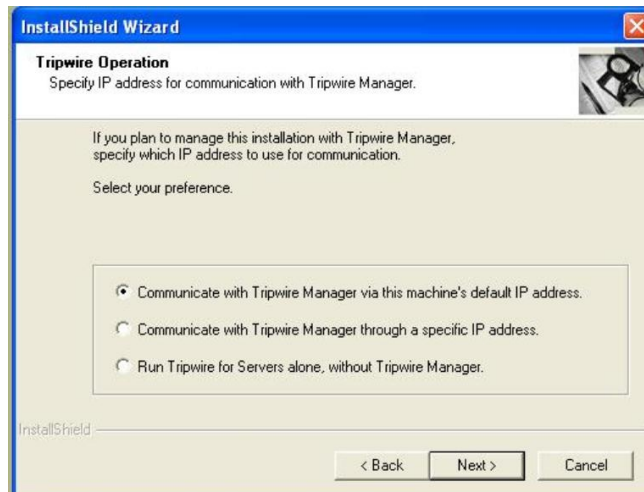 InstallShield Wizard
Tripwire Operation
Specify IP address for communication with Tripwire Manager.
If you plan to manage this installation with Tripwire Manager,
specify which IP address to use for communication.
Select your preference.
Communicate with Tripwire Manager via this machine's default IP address.
Communicate with Tripwire Manager through a specific IP address.
Run Tripwire for Servers alone, without Tripwire Manager.
InstallShield
< Back Next > Cancel